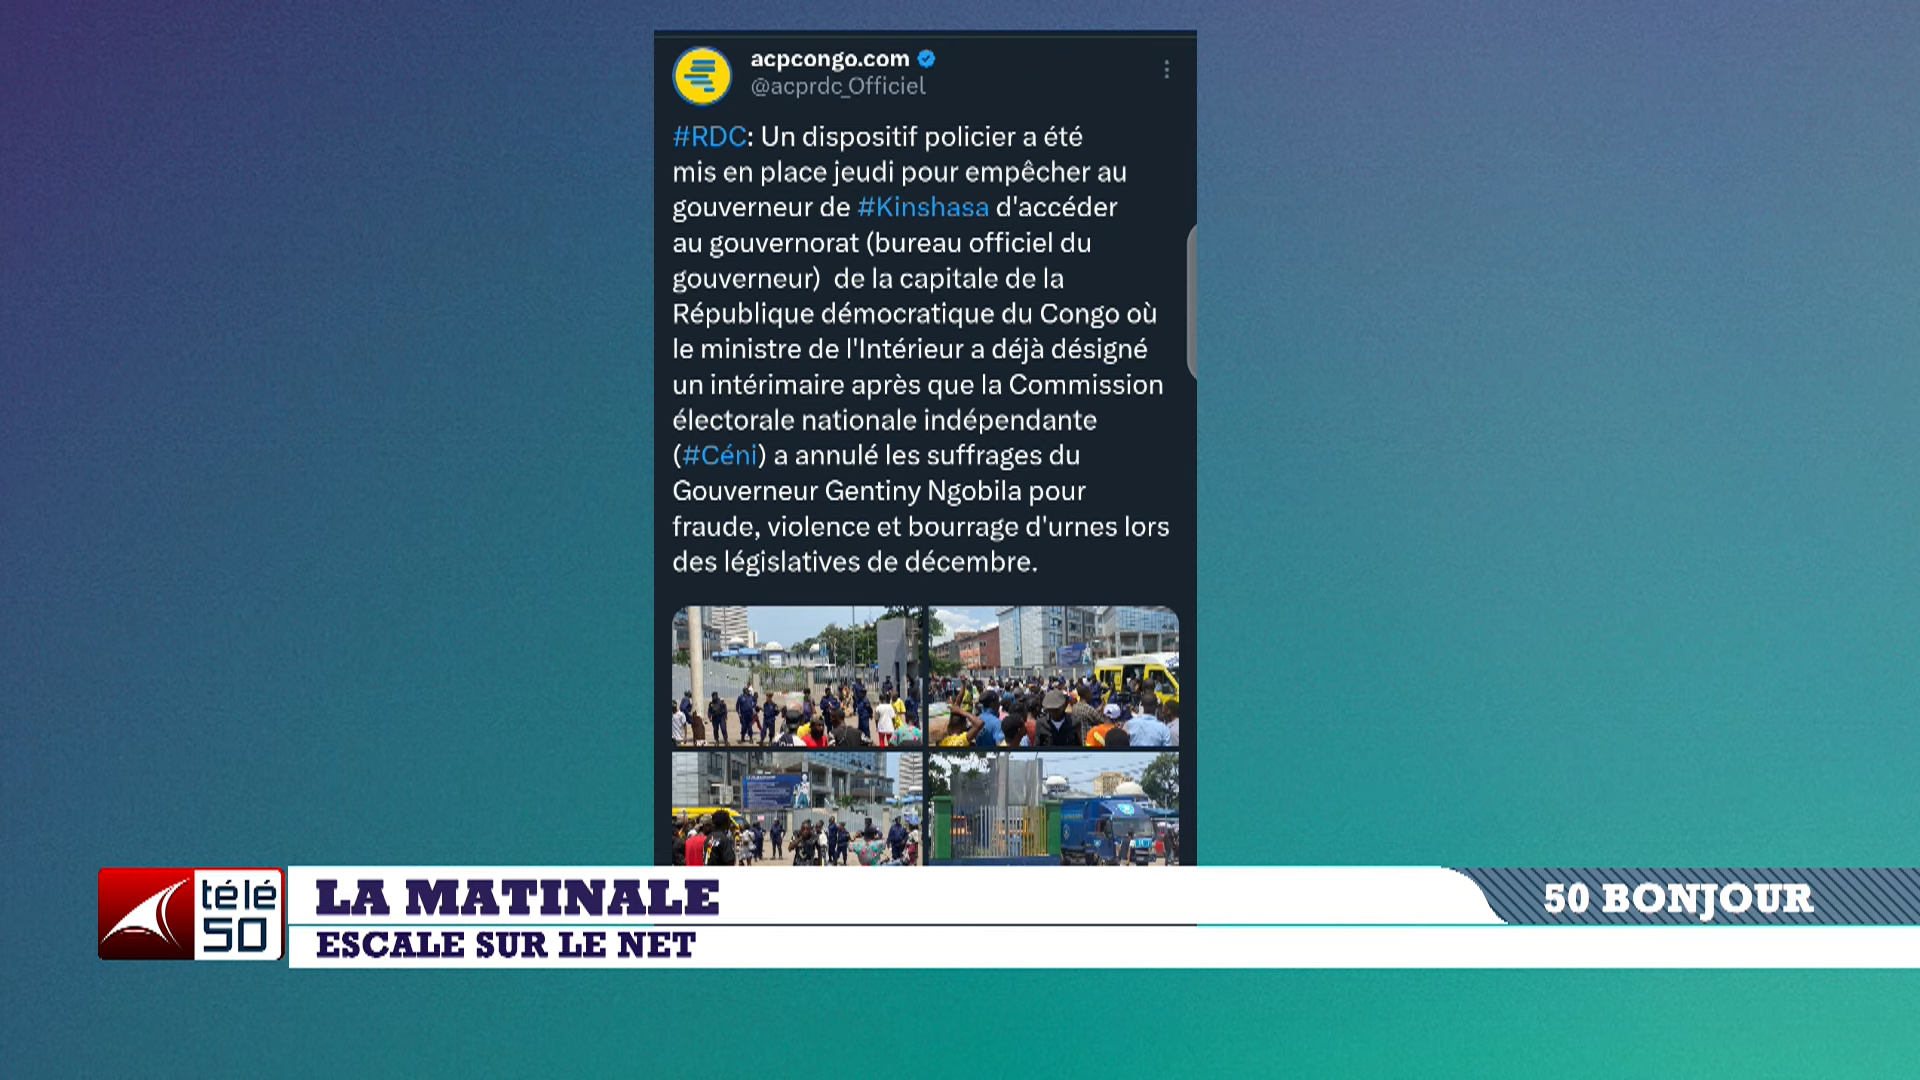 acpcongo.com
@acprdc_Officiel
#RDC: Un dispositif policier a été
mis en place jeudi pour empêcher au
gouverneur de #Kinshasa d'accéder
au gouvernorat (bureau officiel du
gouverneur)  de la capitale de la
République démocratique du Congo où
le ministre de l'Intérieur a déjà désigné
un intérimaire après que la Commission
électorale nationale indépendante
(#Céni) a annulé les suffrages du
Gouverneur Gentiny Ngobila pour
fraude, violence et bourrage d'urnes lors
des législatives de décembre.
télé
50
LA MATINALE
50 BONJOUR
ESCALE SUR LE NET